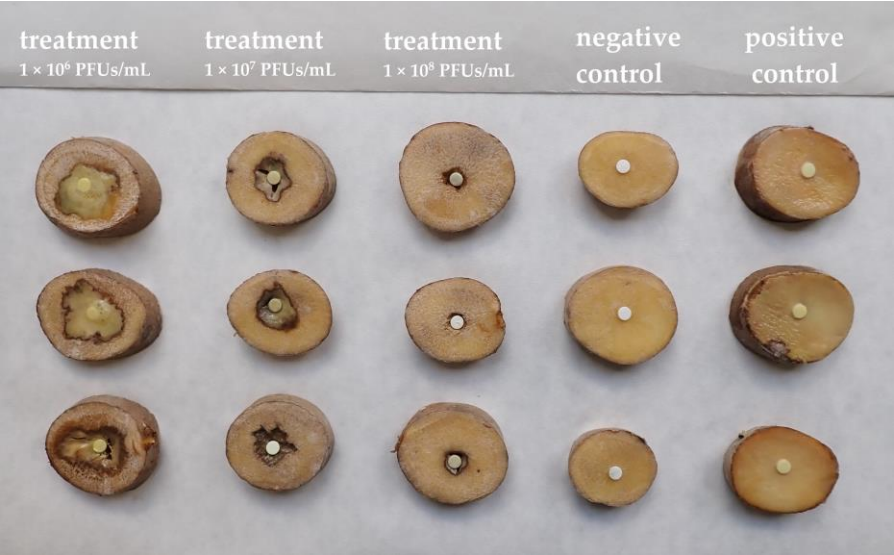 treatment
1 × 10⁶ PFUs/mL
treatment
1 × 10⁷ PFUs/mL
treatment
1 × 10⁸ PFUs/mL
negative
control
positive
control